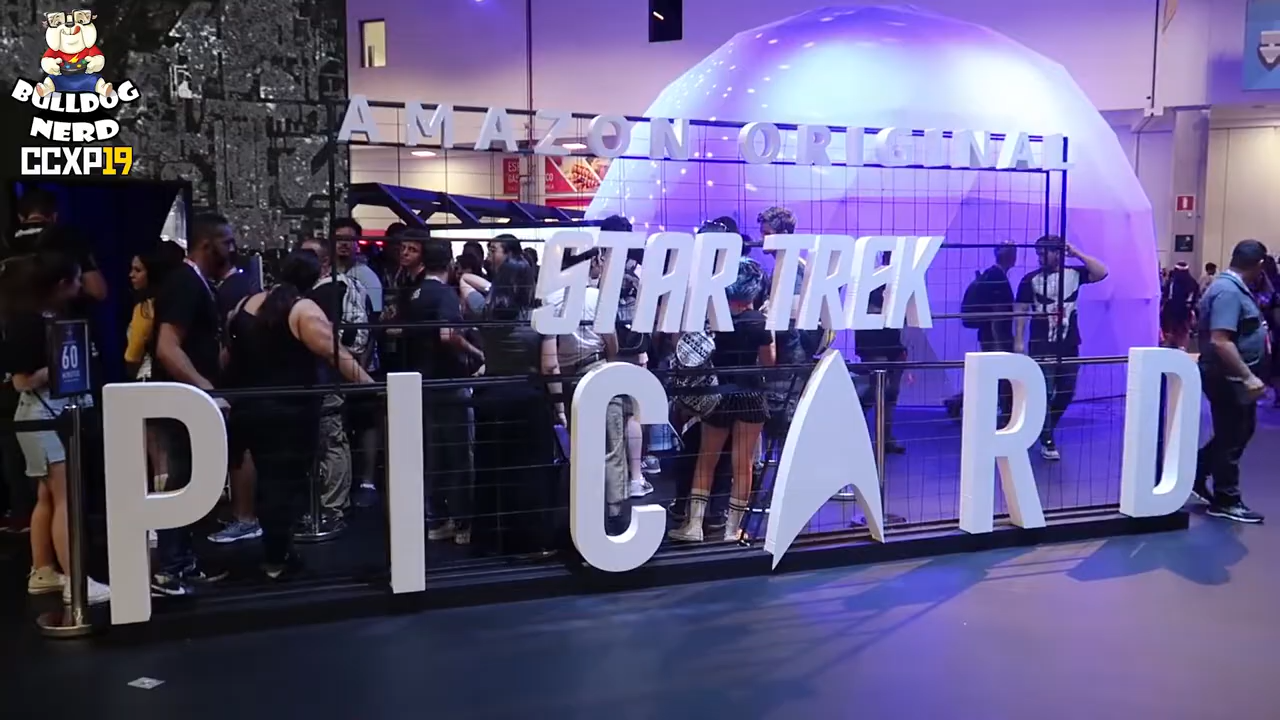 BULLDOG
NERD
CCXP19
AMAZON ORIGINAL
STAR TREK
PICARD
60